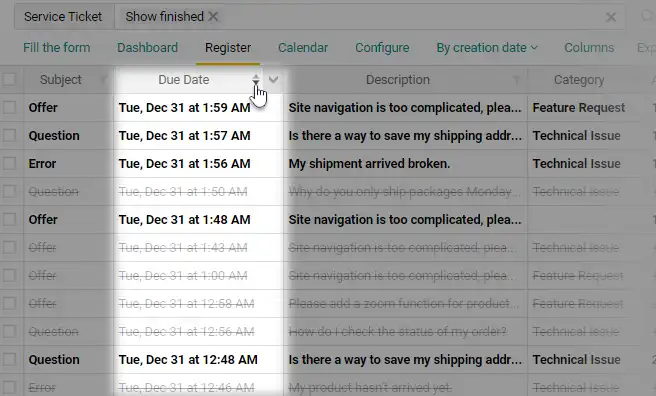 Service Ticket Show finished
Fill the form Dashboard Register Calendar Configure By creation date Columns Exp
Subject Due Date Description Category
Offer Tue, Dec 31 at 1:59 AM Site navigation is too complicated, plea... Feature Request
Question Tue, Dec 31 at 1:57 AM Is there a way to save my shipping addr... Technical Issue
Error Tue, Dec 31 at 1:56 AM My shipment arrived broken. Technical Issue
Question Tue, Dec 31 at 1:50 AM Why do you only ship packages Monday... Technical Issue
Offer Tue, Dec 31 at 1:48 AM Site navigation is too complicated, plea...
Offer Tue, Dec 31 at 1:43 AM Site navigation is too complicated, plea... Technical Issue
Offer Tue, Dec 31 at 1:00 AM Site navigation is too complicated, plea... Feature Request
Offer Tue, Dec 31 at 12:58 AM Please add a zoom function for product... Feature Request
Question Tue, Dec 31 at 12:56 AM How do I check the status of my order? Technical Issue
Question Tue, Dec 31 at 12:48 AM Is there a way to save my shipping addr... Technical Issue
Error Tue, Dec 31 at 12:46 AM My product hasn't arrived yet. Technical Issue